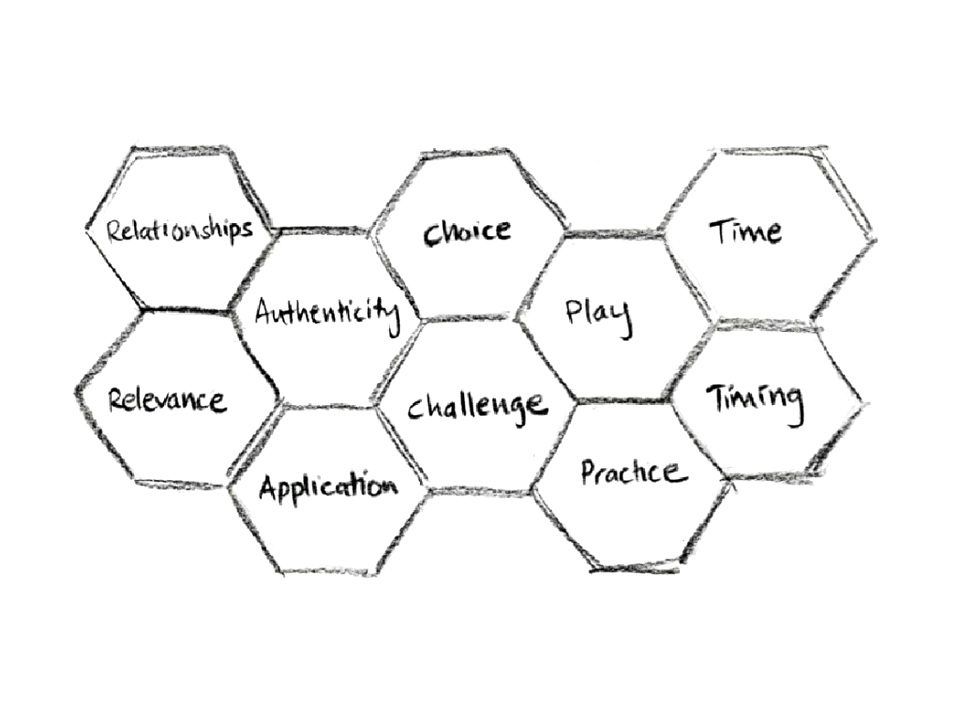 Relationships
Choice
Time
Authenticity
Play
Relevance
Challenge
Timing
Application
Practice